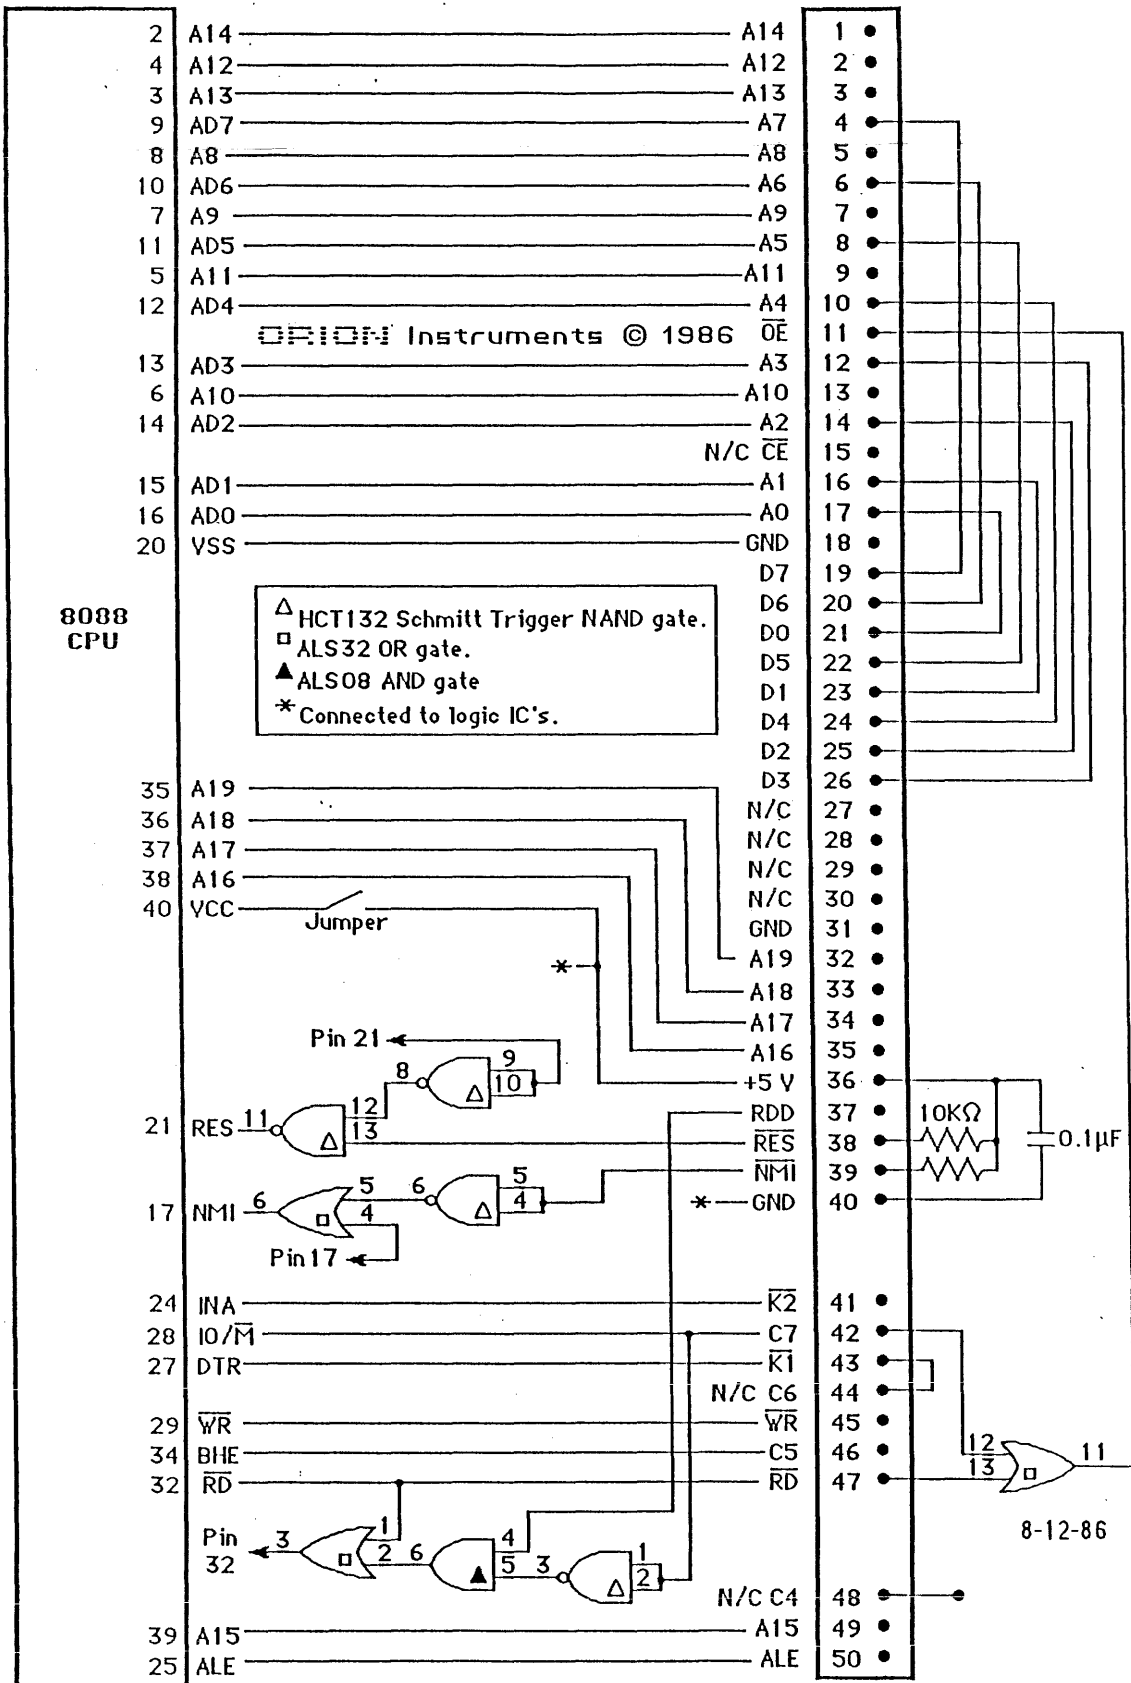 2 A14 A14 1
4 A12 A12 2
3 A13 A13 3
9 AD7 A7 4
8 A8 A8 5
10 AD6 A6 6
7 A9 A9 7
11 AD5 A5 8
5 A11 A11 9
12 AD4 A4 10
ORION Instruments © 1986 O̅E̅ 11
13 AD3 A3 12
6 A10 A10 13
14 AD2 A2 14
N/C C̅E̅ 15
15 AD1 A1 16
16 AD0 A0 17
20 VSS GND 18
D7 19
D6 20
D0 21
D5 22
D1 23
D4 24
D2 25
D3 26
8088
CPU
△ HCT132 Schmitt Trigger NAND gate.
□ ALS32 OR gate.
▲ ALS08 AND gate
* Connected to logic IC's.
35 A19 N/C 27
36 A18 N/C 28
37 A17 N/C 29
38 A16 N/C 30
40 VCC Jumper GND 31
* A19 32
A18 33
A17 34
Pin 21 A16 35
8 9 10 +5 V 36
RDD 37 10KΩ
21 RES 11 12 13 R̅E̅S̅ 38 0.1µF
N̅M̅I̅ 39
17 NMI 6 5 4 6 5 4 * GND 40
Pin 17
24 INA K̅2̅ 41
28 IO/M̅ C7 42
27 DTR K̅1̅ 43
N/C C6 44
29 W̅R̅ W̅R̅ 45
34 BHE C5 46 12 11
32 R̅D̅ R̅D̅ 47 13
8-12-86
Pin
32
3 1 2 6 4 5 3 1 2
N/C C4 48
39 A15 A15 49
25 ALE ALE 50